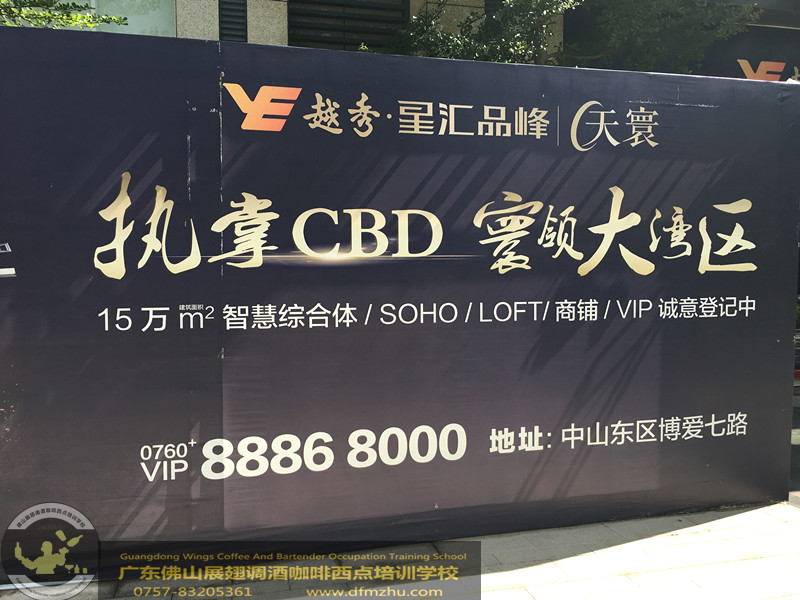 YE 越秀·星汇品峰 天寰
执掌CBD 寰领大湾区
15万建筑面积m² 智慧综合体 / SOHO / LOFT / 商铺 / VIP 诚意登记中
0760+
VIP 8886 8000 地址: 中山东区博爱七路
Guangdong Wings Coffee And Bartender Occupation Training School
广东佛山展翅调酒咖啡西点培训学校
0757-83205361 www.dfmzhu.com